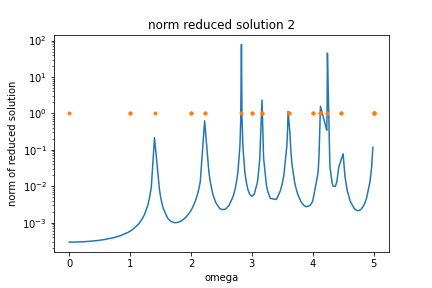 norm reduced solution 2
norm of reduced solution
10²
10¹
10⁰
10⁻¹
10⁻²
10⁻³
0 1 2 3 4 5
omega